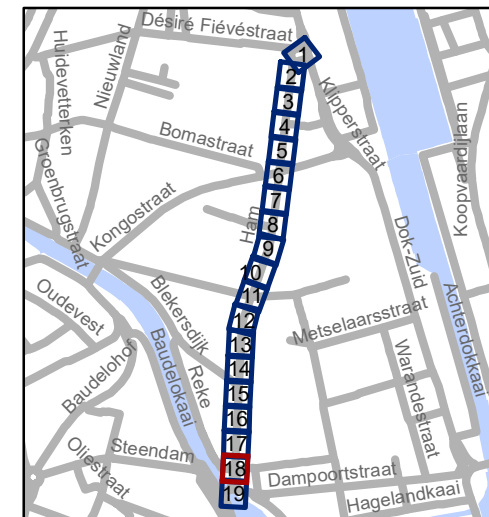 Désiré Fiévéstraat
1
2
3
4
5
6
7
8
9
10
11
12
13
14
15
16
17
18
19
Huidevetterken
Nieuwland
Klipperstraat
Koopvaardijlaan
Bomastraat
Groenbrugstraat
Kongostraat
Ham
Dok-Zuid
Achterdokkaai
Oudevest
Blekersdijk
Metselaarsstraat
Baudelokaai
Baudelohof
Reke
Warandestraat
Oliestraat
Steendam
Dampoortstraat
Hagelandkaai